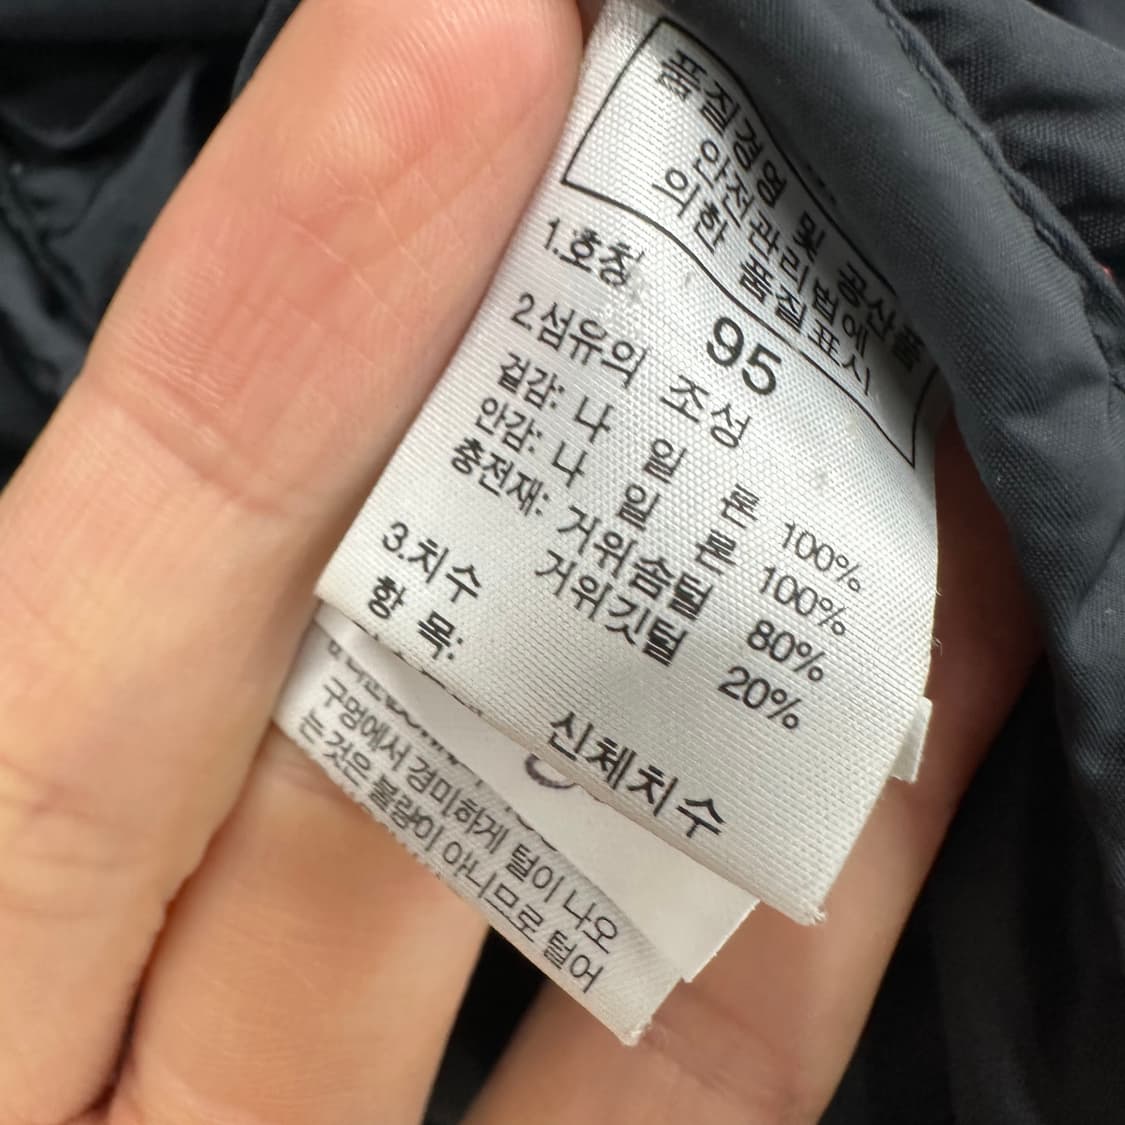 품질경영 및 공산품
안전관리법에
의한 품질표시
1.호칭 95
2.섬유의 조성
겉감: 나 일 론 100%
안감: 나 일 론 100%
충전재: 거위솜털 80%
거위깃털 20%
3.치수
항 목: 신체치수
구멍에서 경미하게 털이 나오
는것은 불량이 아니므로 털어